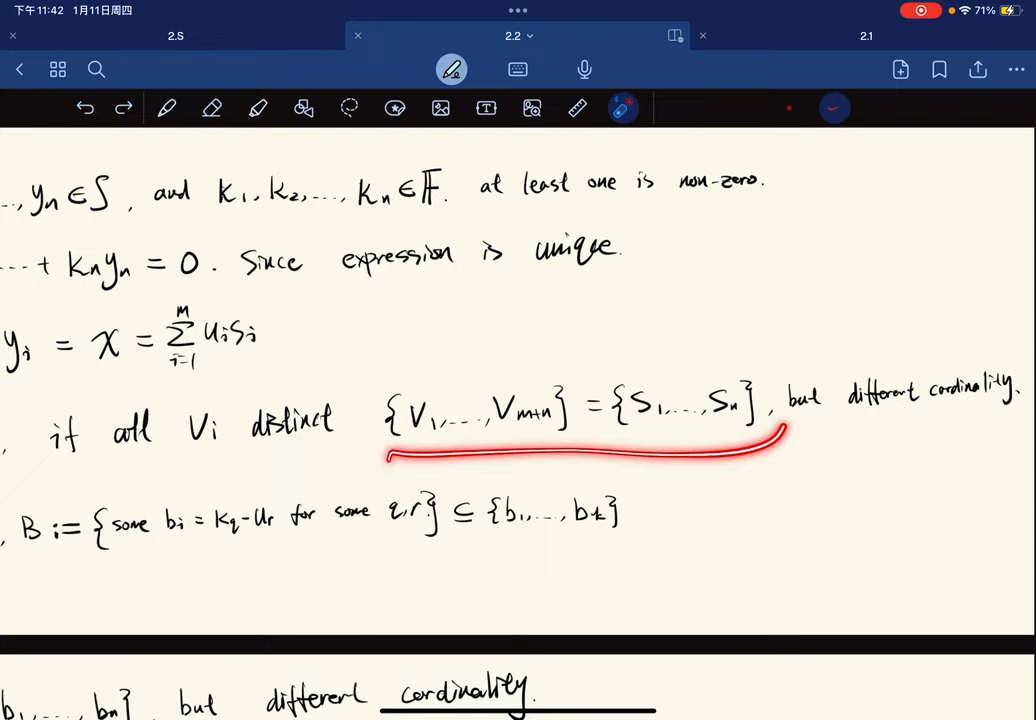 下午11:42 1月11日周四
71%
2.S
2.2
2.1
.., yn ∈ S, and k1, k2, ..., kn ∈ F. at least one is non-zero.
... + knyn = 0. Since expression is unique.
yi = x = ∑ᵢ₌₁ᵐ uisi
, if all Vi distinct {V1, ..., Vm+n} = {S1, ..., Sn}, but different cardinality.
, B := {some bi = kq - ur for some q,r} ⊆ {b1, ..., bk}
b1, ..., bn}, but different cardinality.